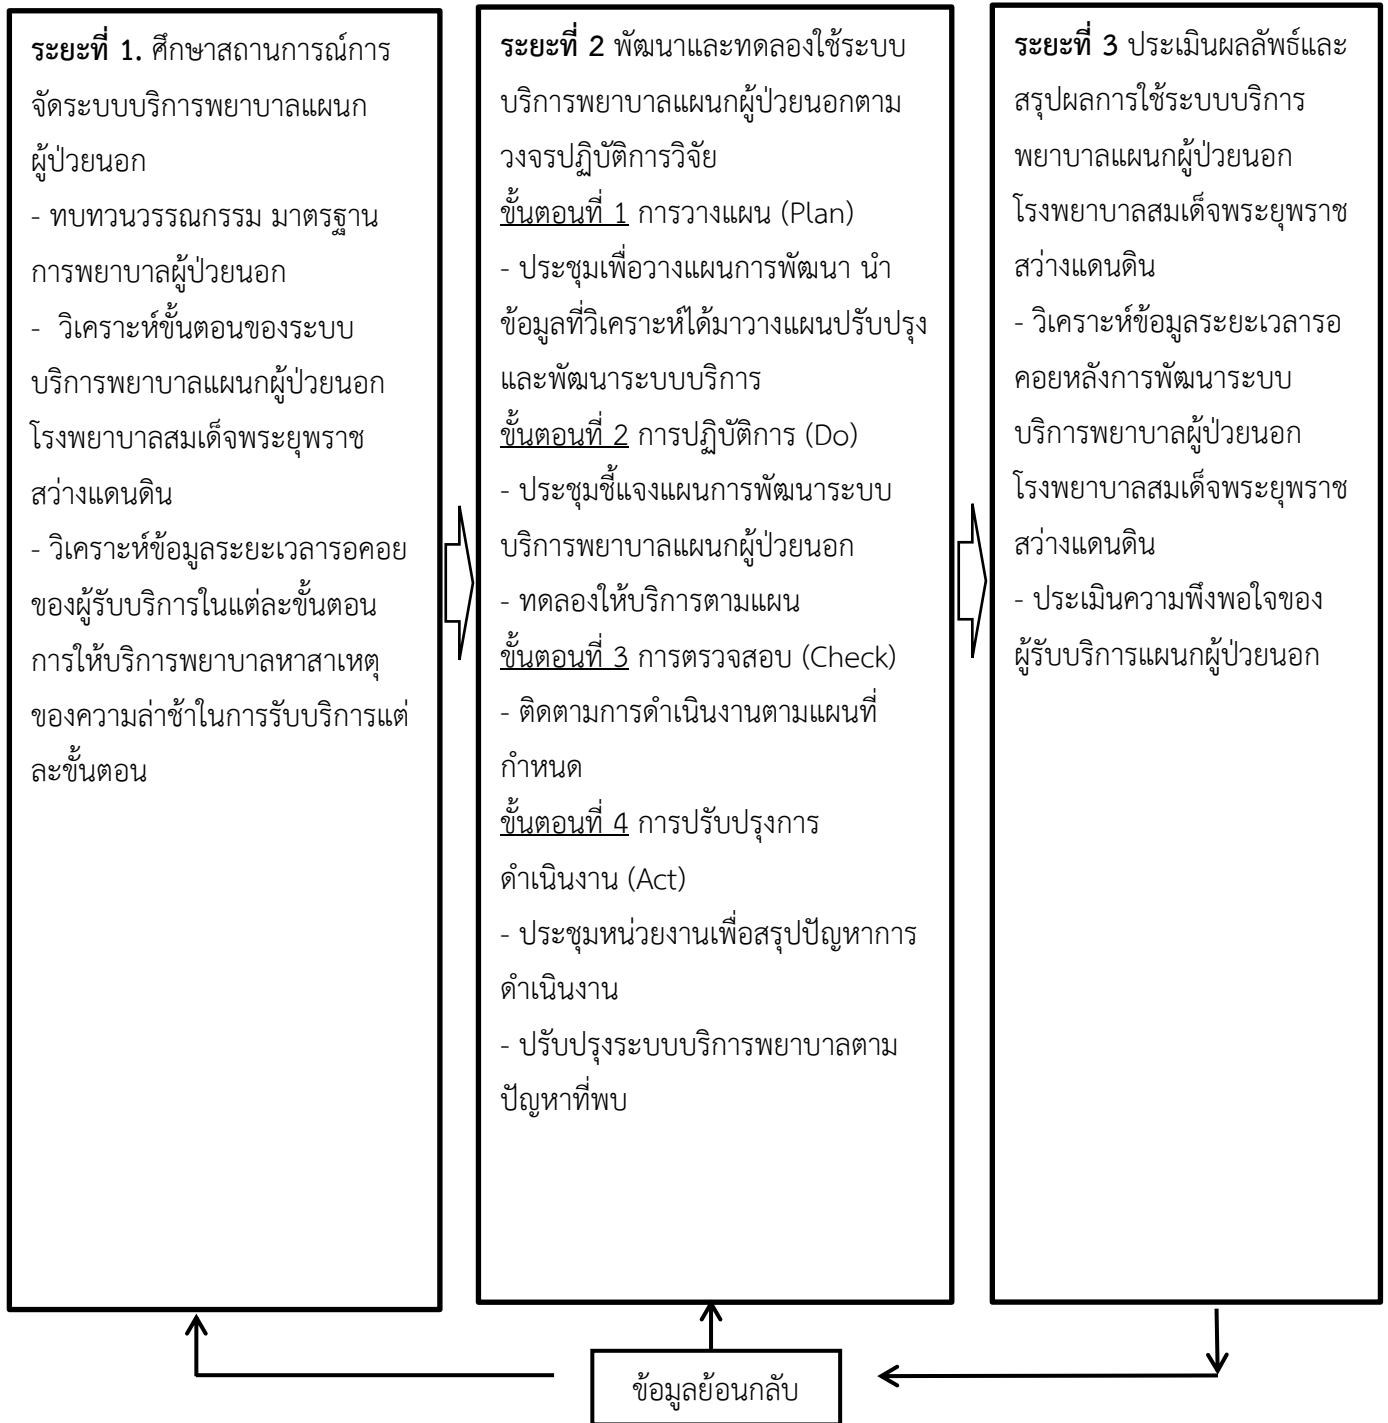 ระยะที่ 1. ศึกษาสถานการณ์การ
จัดระบบบริการพยาบาลแผนก
ผู้ป่วยนอก
- ทบทวนวรรณกรรม มาตรฐาน
การพยาบาลผู้ป่วยนอก
- วิเคราะห์ขั้นตอนของระบบ
บริการพยาบาลแผนกผู้ป่วยนอก
โรงพยาบาลสมเด็จพระยุพราช
สว่างแดนดิน
- วิเคราะห์ข้อมูลระยะเวลารอคอย
ของผู้รับบริการในแต่ละขั้นตอน
การให้บริการพยาบาลหาสาเหตุ
ของความล่าช้าในการรับบริการแต่
ละขั้นตอน
ระยะที่ 2 พัฒนาและทดลองใช้ระบบ
บริการพยาบาลแผนกผู้ป่วยนอกตาม
วงจรปฏิบัติการวิจัย
ขั้นตอนที่ 1 การวางแผน (Plan)
- ประชุมเพื่อวางแผนการพัฒนา นำ
ข้อมูลที่วิเคราะห์ได้มาวางแผนปรับปรุง
และพัฒนาระบบบริการ
ขั้นตอนที่ 2 การปฏิบัติการ (Do)
- ประชุมชี้แจงแผนการพัฒนาระบบ
บริการพยาบาลแผนกผู้ป่วยนอก
- ทดลองให้บริการตามแผน
ขั้นตอนที่ 3 การตรวจสอบ (Check)
- ติดตามการดำเนินงานตามแผนที่
กำหนด
ขั้นตอนที่ 4 การปรับปรุงการ
ดำเนินงาน (Act)
- ประชุมหน่วยงานเพื่อสรุปปัญหาการ
ดำเนินงาน
- ปรับปรุงระบบบริการพยาบาลตาม
ปัญหาที่พบ
ระยะที่ 3 ประเมินผลลัพธ์และ
สรุปผลการใช้ระบบบริการ
พยาบาลแผนกผู้ป่วยนอก
โรงพยาบาลสมเด็จพระยุพราช
สว่างแดนดิน
- วิเคราะห์ข้อมูลระยะเวลารอ
คอยหลังการพัฒนาระบบ
บริการพยาบาลผู้ป่วยนอก
โรงพยาบาลสมเด็จพระยุพราช
สว่างแดนดิน
- ประเมินความพึงพอใจของ
ผู้รับบริการแผนกผู้ป่วยนอก
ข้อมูลย้อนกลับ